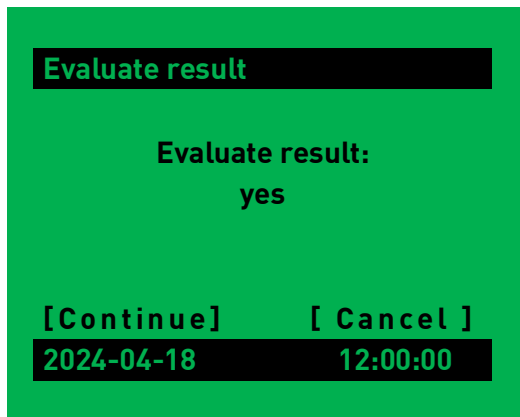 Evaluate result
Evaluate result:
yes
[Continue] [ Cancel ]
2024-04-18 12:00:00